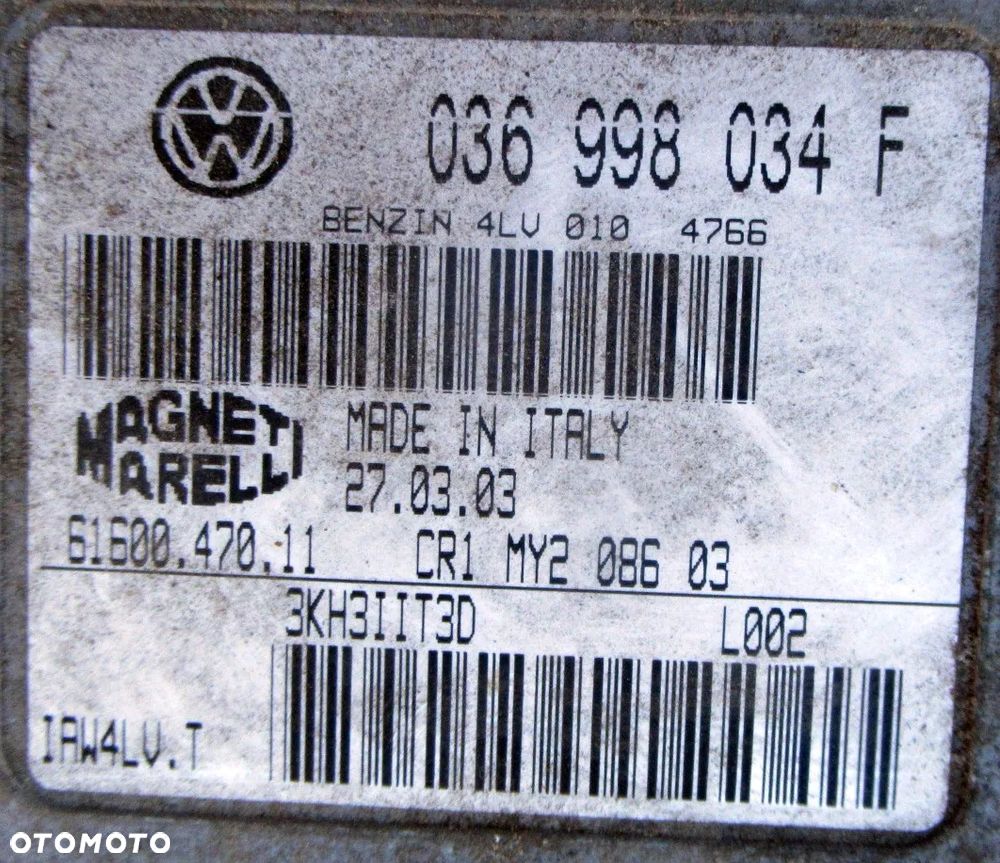 036 998 034 F
BENZIN 4LV 010 4766
MAGNETI
MARELLI
MADE IN ITALY
27.03.03
61600.470.11 CR1 MY2 086 03
3KH3IIT3D L002
IAW4LV.T
OTOMOTO